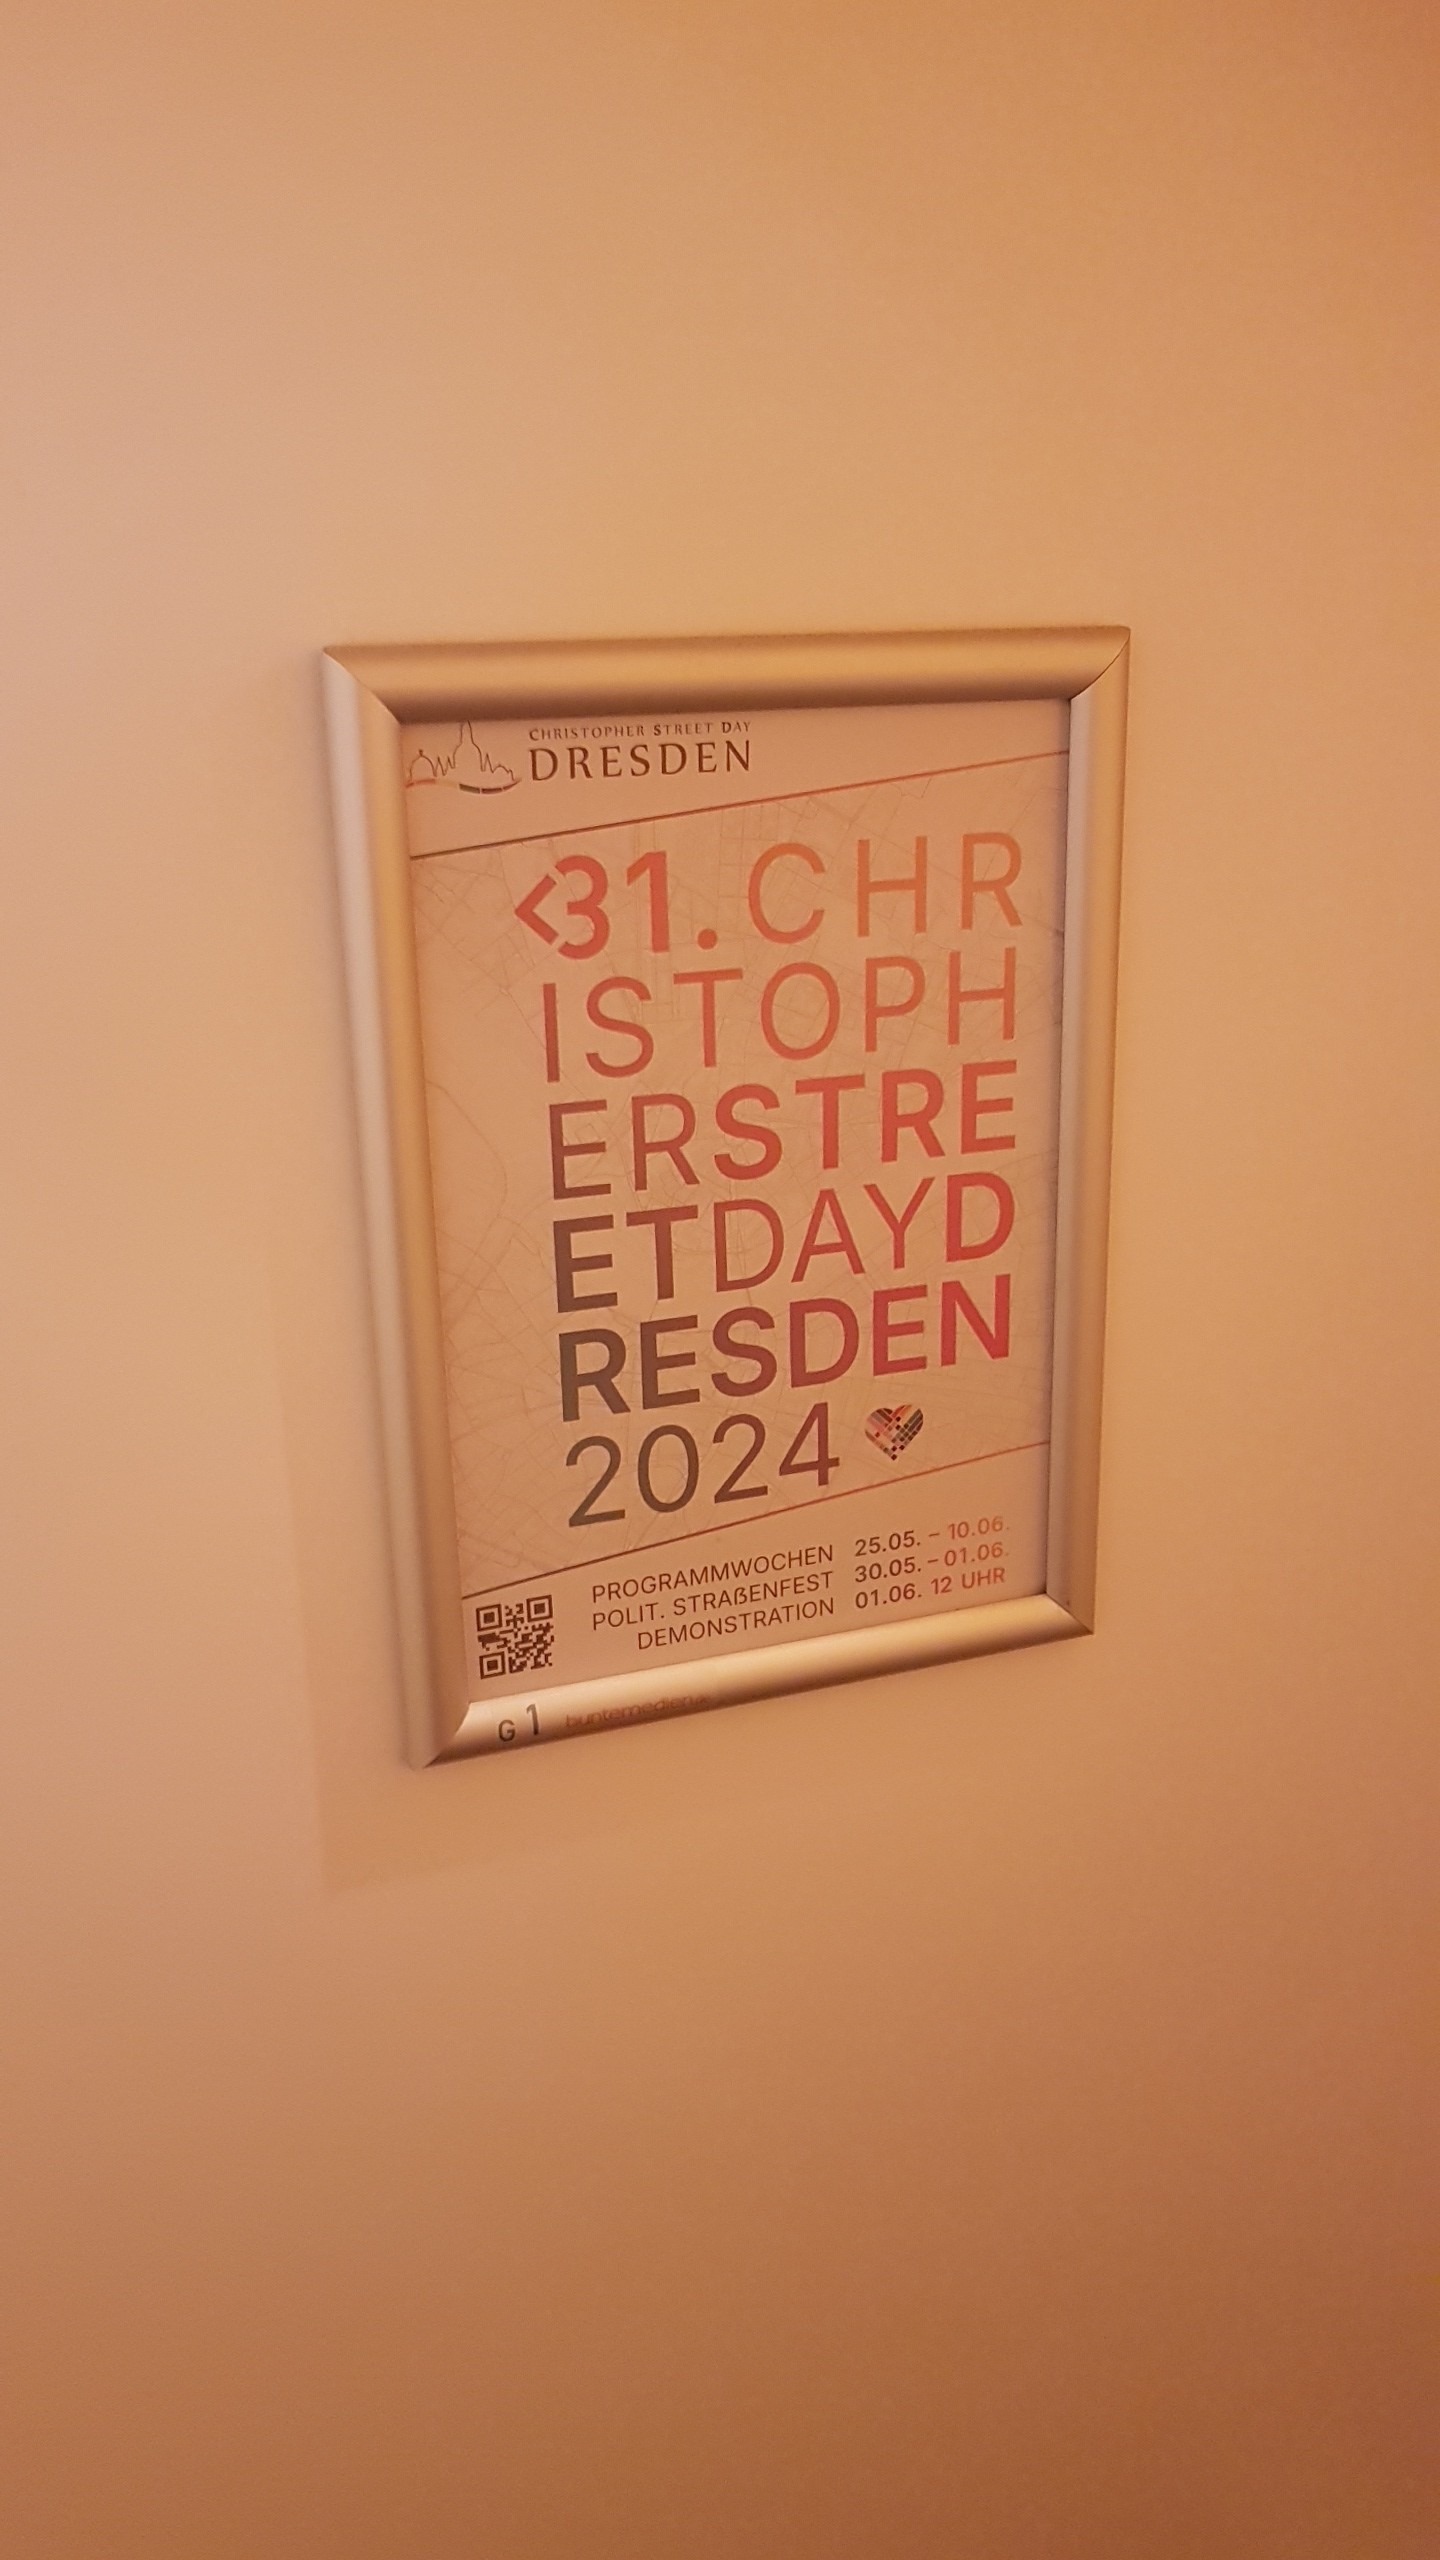 CHRISTOPHER STREET DAY
DRESDEN
<31. CHR
ISTOPH
ERSTRE
ETDAYD
RESDEN
2024
PROGRAMMWOCHEN 25.05. – 10.06.
POLIT. STRAßENFEST 30.05. – 01.06.
DEMONSTRATION 01.06. 12 UHR
G 1